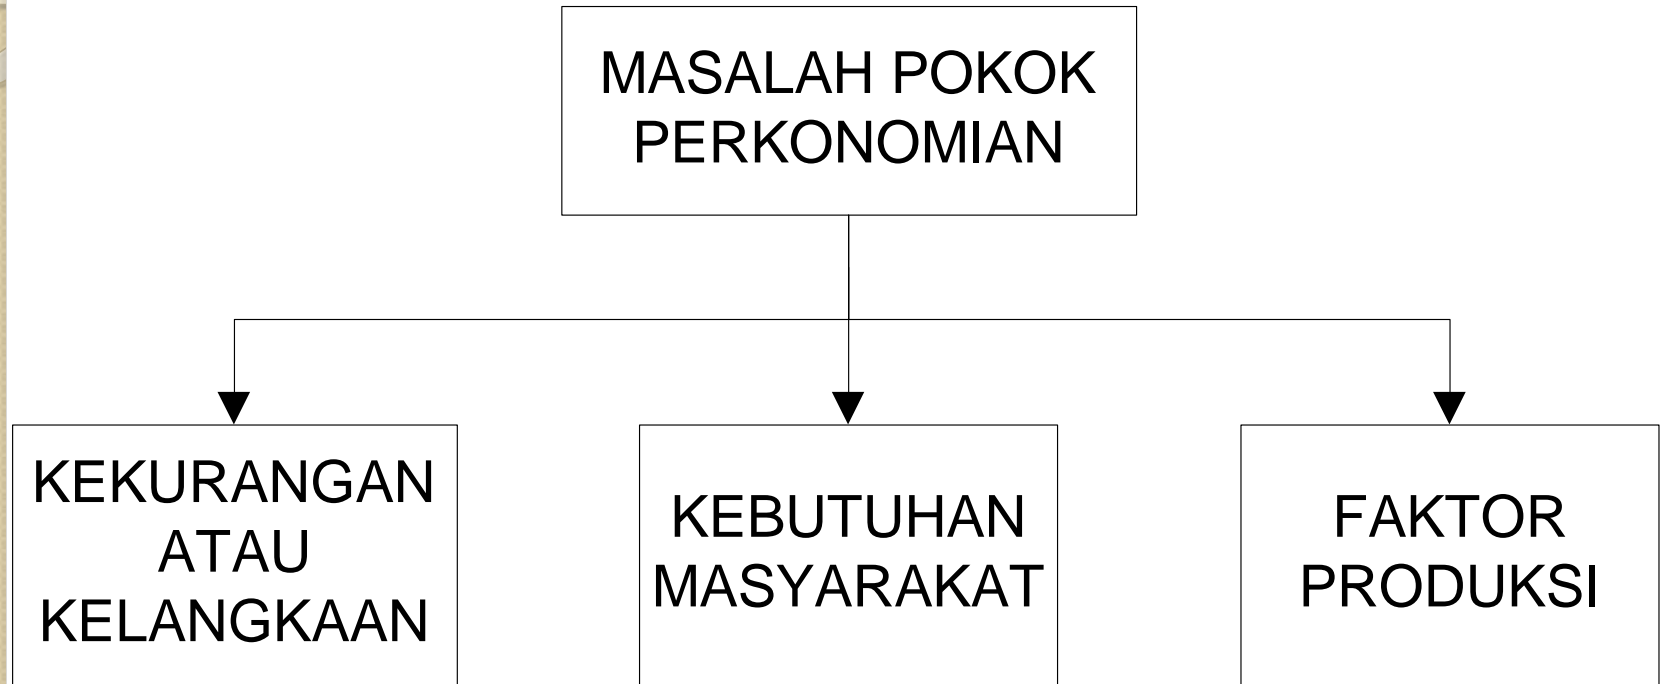 MASALAH POKOK
PERKONOMIAN
KEKURANGAN
ATAU
KELANGKAAN
KEBUTUHAN
MASYARAKAT
FAKTOR
PRODUKSI